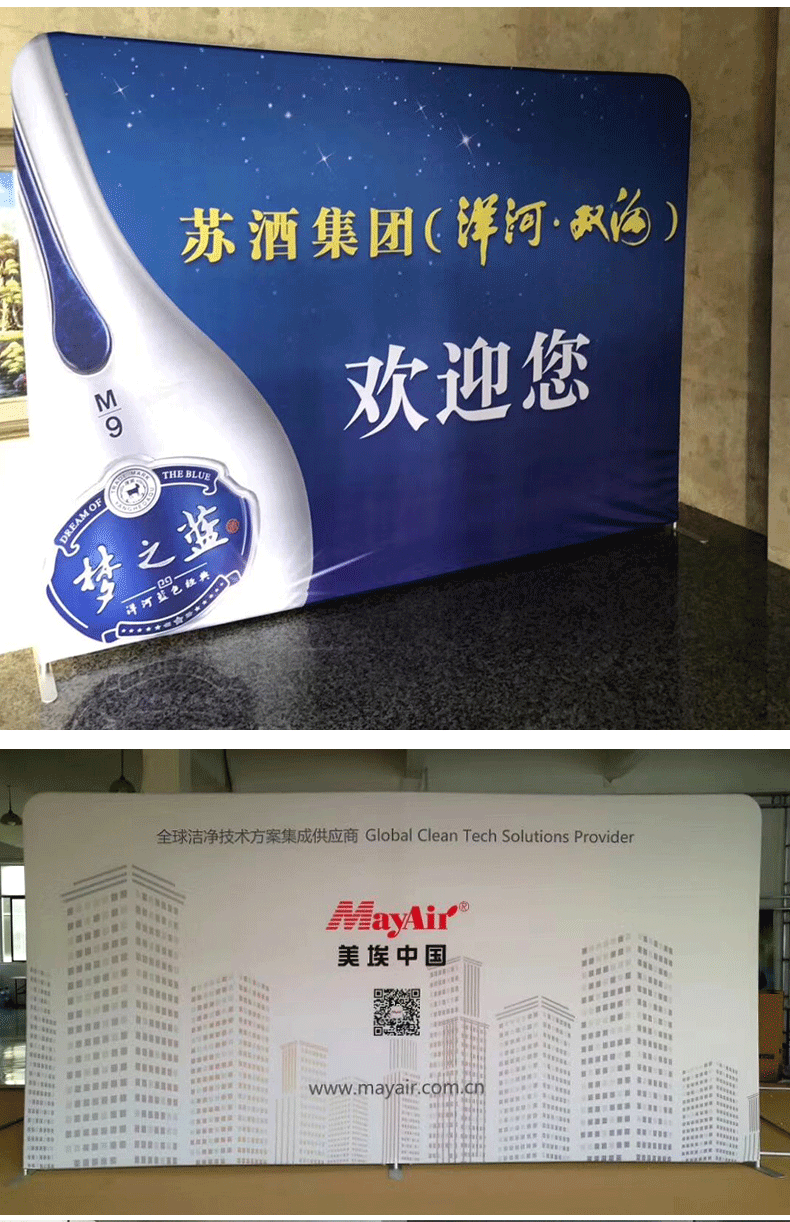 苏酒集团(洋河·双沟)
欢迎您
M
9
DREAM OF THE BLUE
梦之蓝
洋河蓝色经典
全球洁净技术方案集成供应商 Global Clean Tech Solutions Provider
MayAir®
美埃中国
www.mayair.com.cn